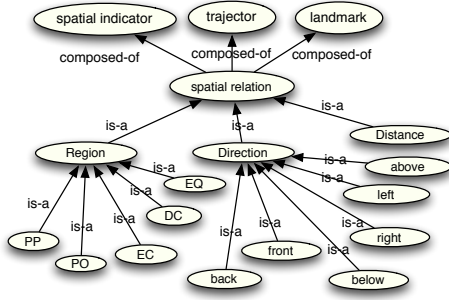 spatial indicator
trajector
landmark
composed-of
composed-of
composed-of
spatial relation
is-a
is-a
is-a
Distance
Region
Direction
is-a
above
is-a
EQ
is-a
left
is-a
DC
is-a
is-a
PP
is-a
PO
is-a
EC
is-a
back
is-a
front
is-a
below
is-a
right